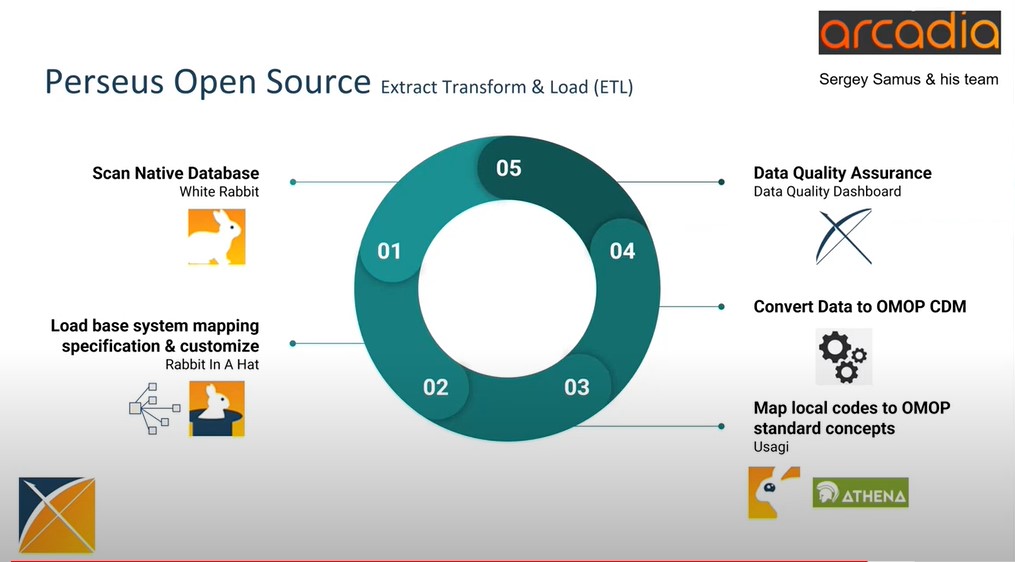 arcadia
Sergey Samus & his team
Perseus Open Source Extract Transform & Load (ETL)
Scan Native Database
White Rabbit
Load base system mapping
specification & customize
Rabbit In A Hat
05
01
04
02
03
Data Quality Assurance
Data Quality Dashboard
Convert Data to OMOP CDM
Map local codes to OMOP
standard concepts
Usagi
ATHENA